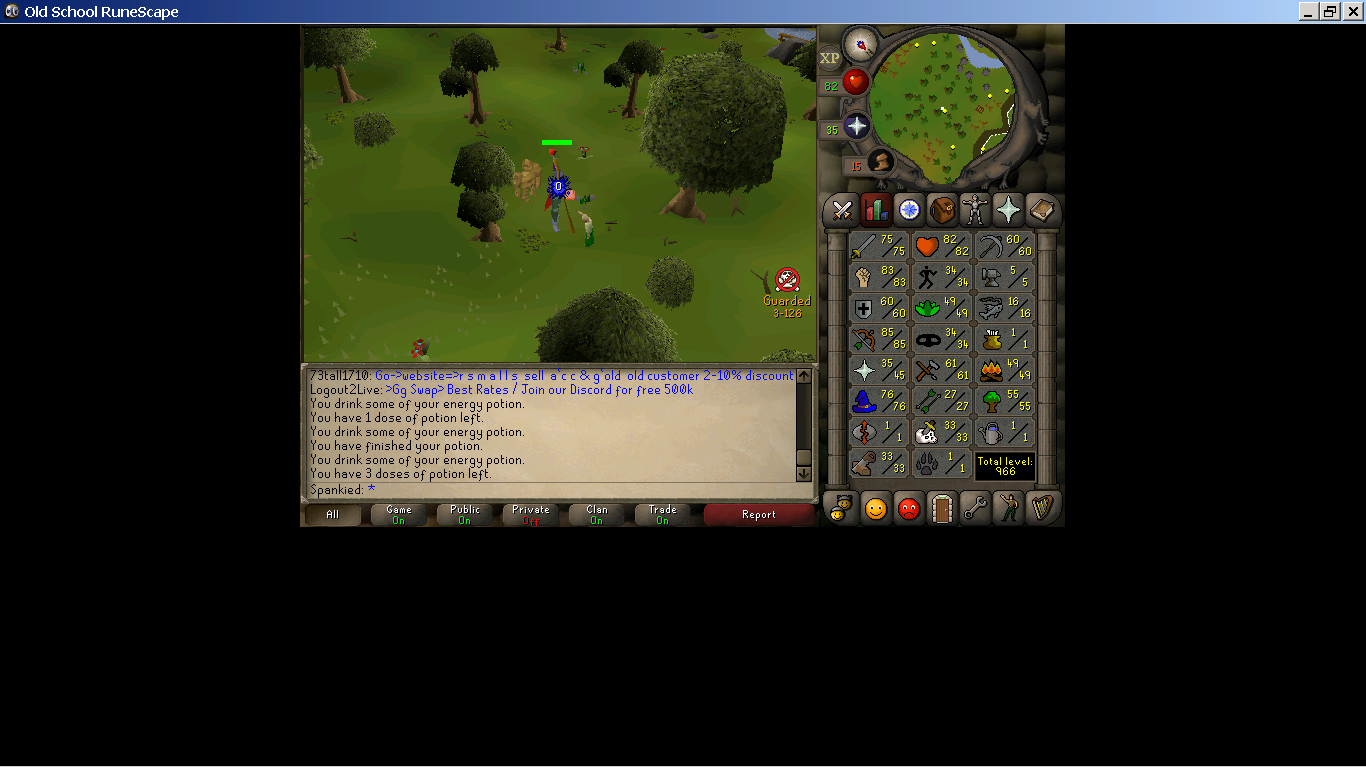 Old School RuneScape
XP
82
35
15
0
Guarded
3-126
75/75 82/82 60/60
83/83 34/34 5/5
60/60 49/49 16/16
85/85 34/34 1/1
35/45 61/61 49/49
76/76 27/27 55/55
1/1 33/33 1/1
33/33 1/1 Total level:
966
73tall1710: Go->website=>r s m a l l s  sell  a`c c & g`old  old customer 2-10% discount
Logout2Live: >Gg Swap> Best Rates / Join our Discord for free 500k
You drink some of your energy potion.
You have 1 dose of potion left.
You drink some of your energy potion.
You have finished your potion.
You drink some of your energy potion.
You have 3 doses of potion left.
Spankied: *
All Game Public Private Clan Trade Report
On On Off On On